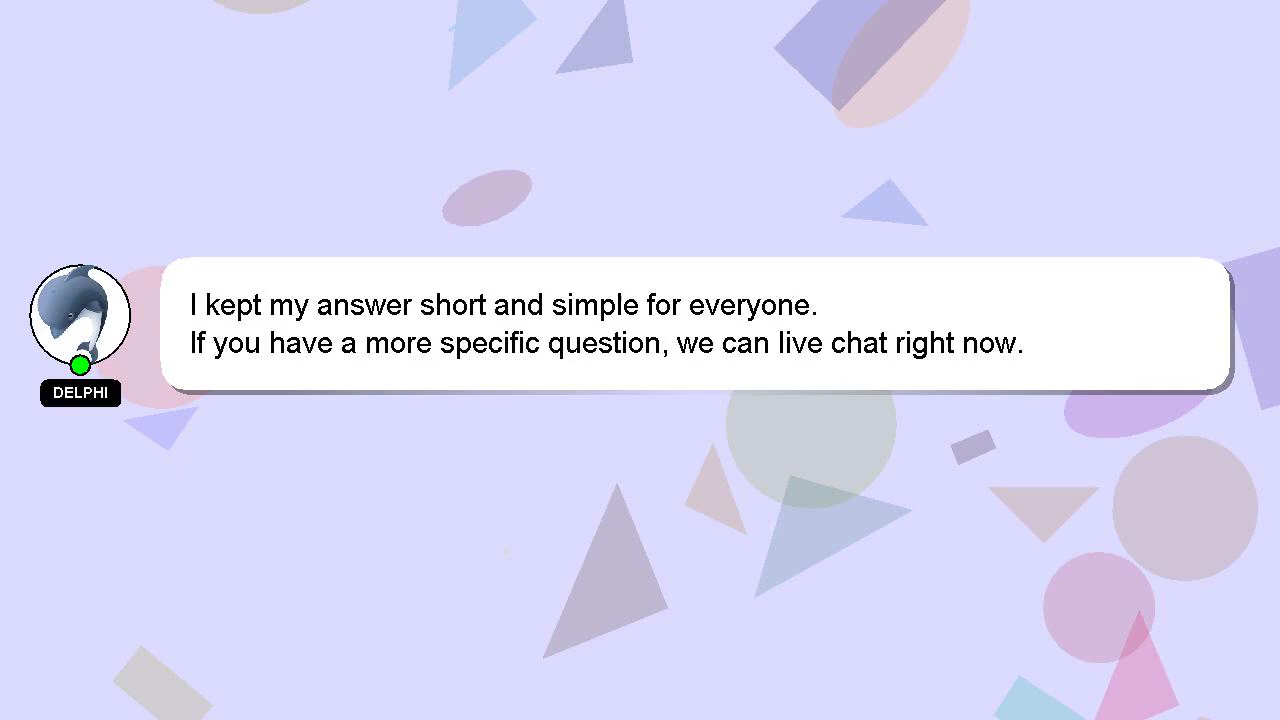 I kept my answer short and simple for everyone.
If you have a more specific question, we can live chat right now.
DELPHI